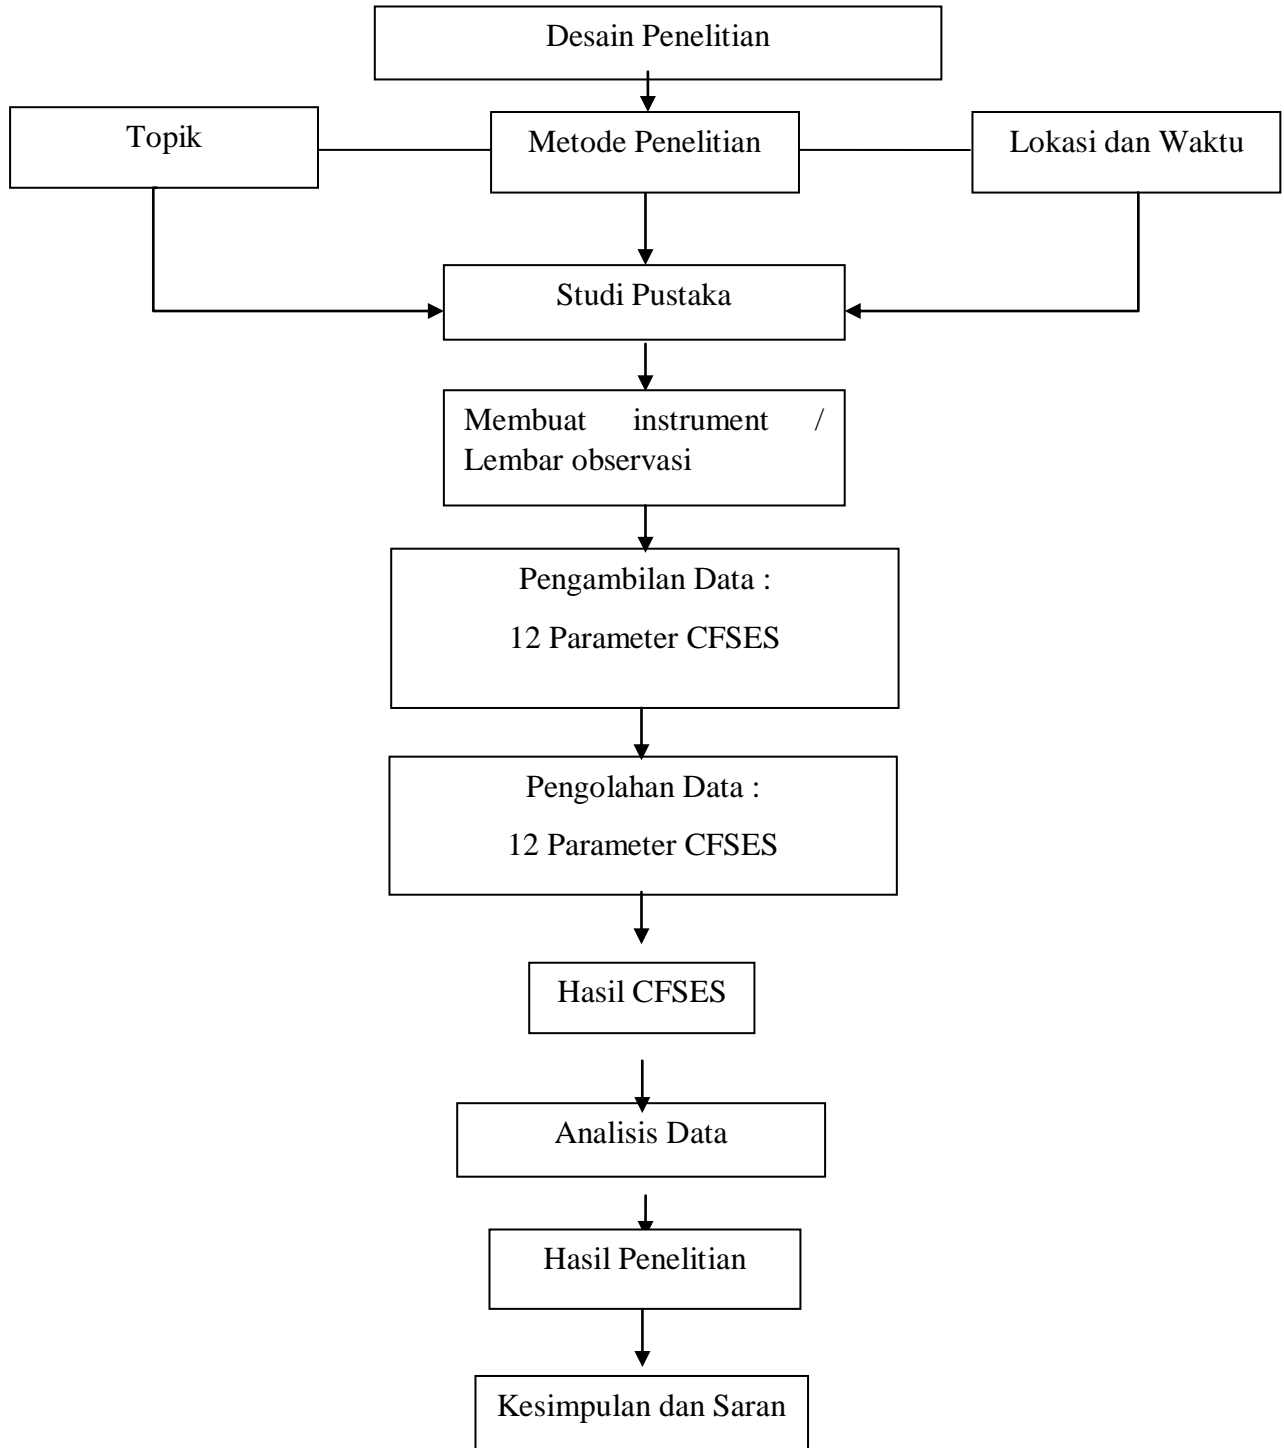 Desain Penelitian
Topik
Metode Penelitian
Lokasi dan Waktu
Studi Pustaka
Membuat instrument /
Lembar observasi
Pengambilan Data :
12 Parameter CFSES
Pengolahan Data :
12 Parameter CFSES
Hasil CFSES
Analisis Data
Hasil Penelitian
Kesimpulan dan Saran